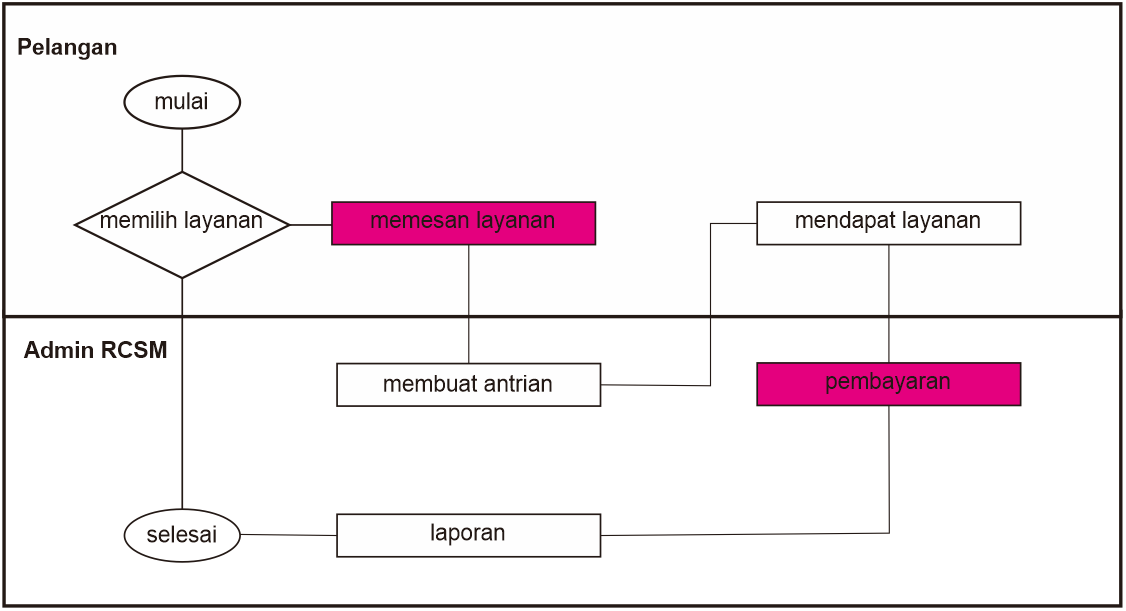 Pelangan
mulai
memilih layanan
memesan layanan
mendapat layanan
Admin RCSM
membuat antrian
pembayaran
selesai
laporan